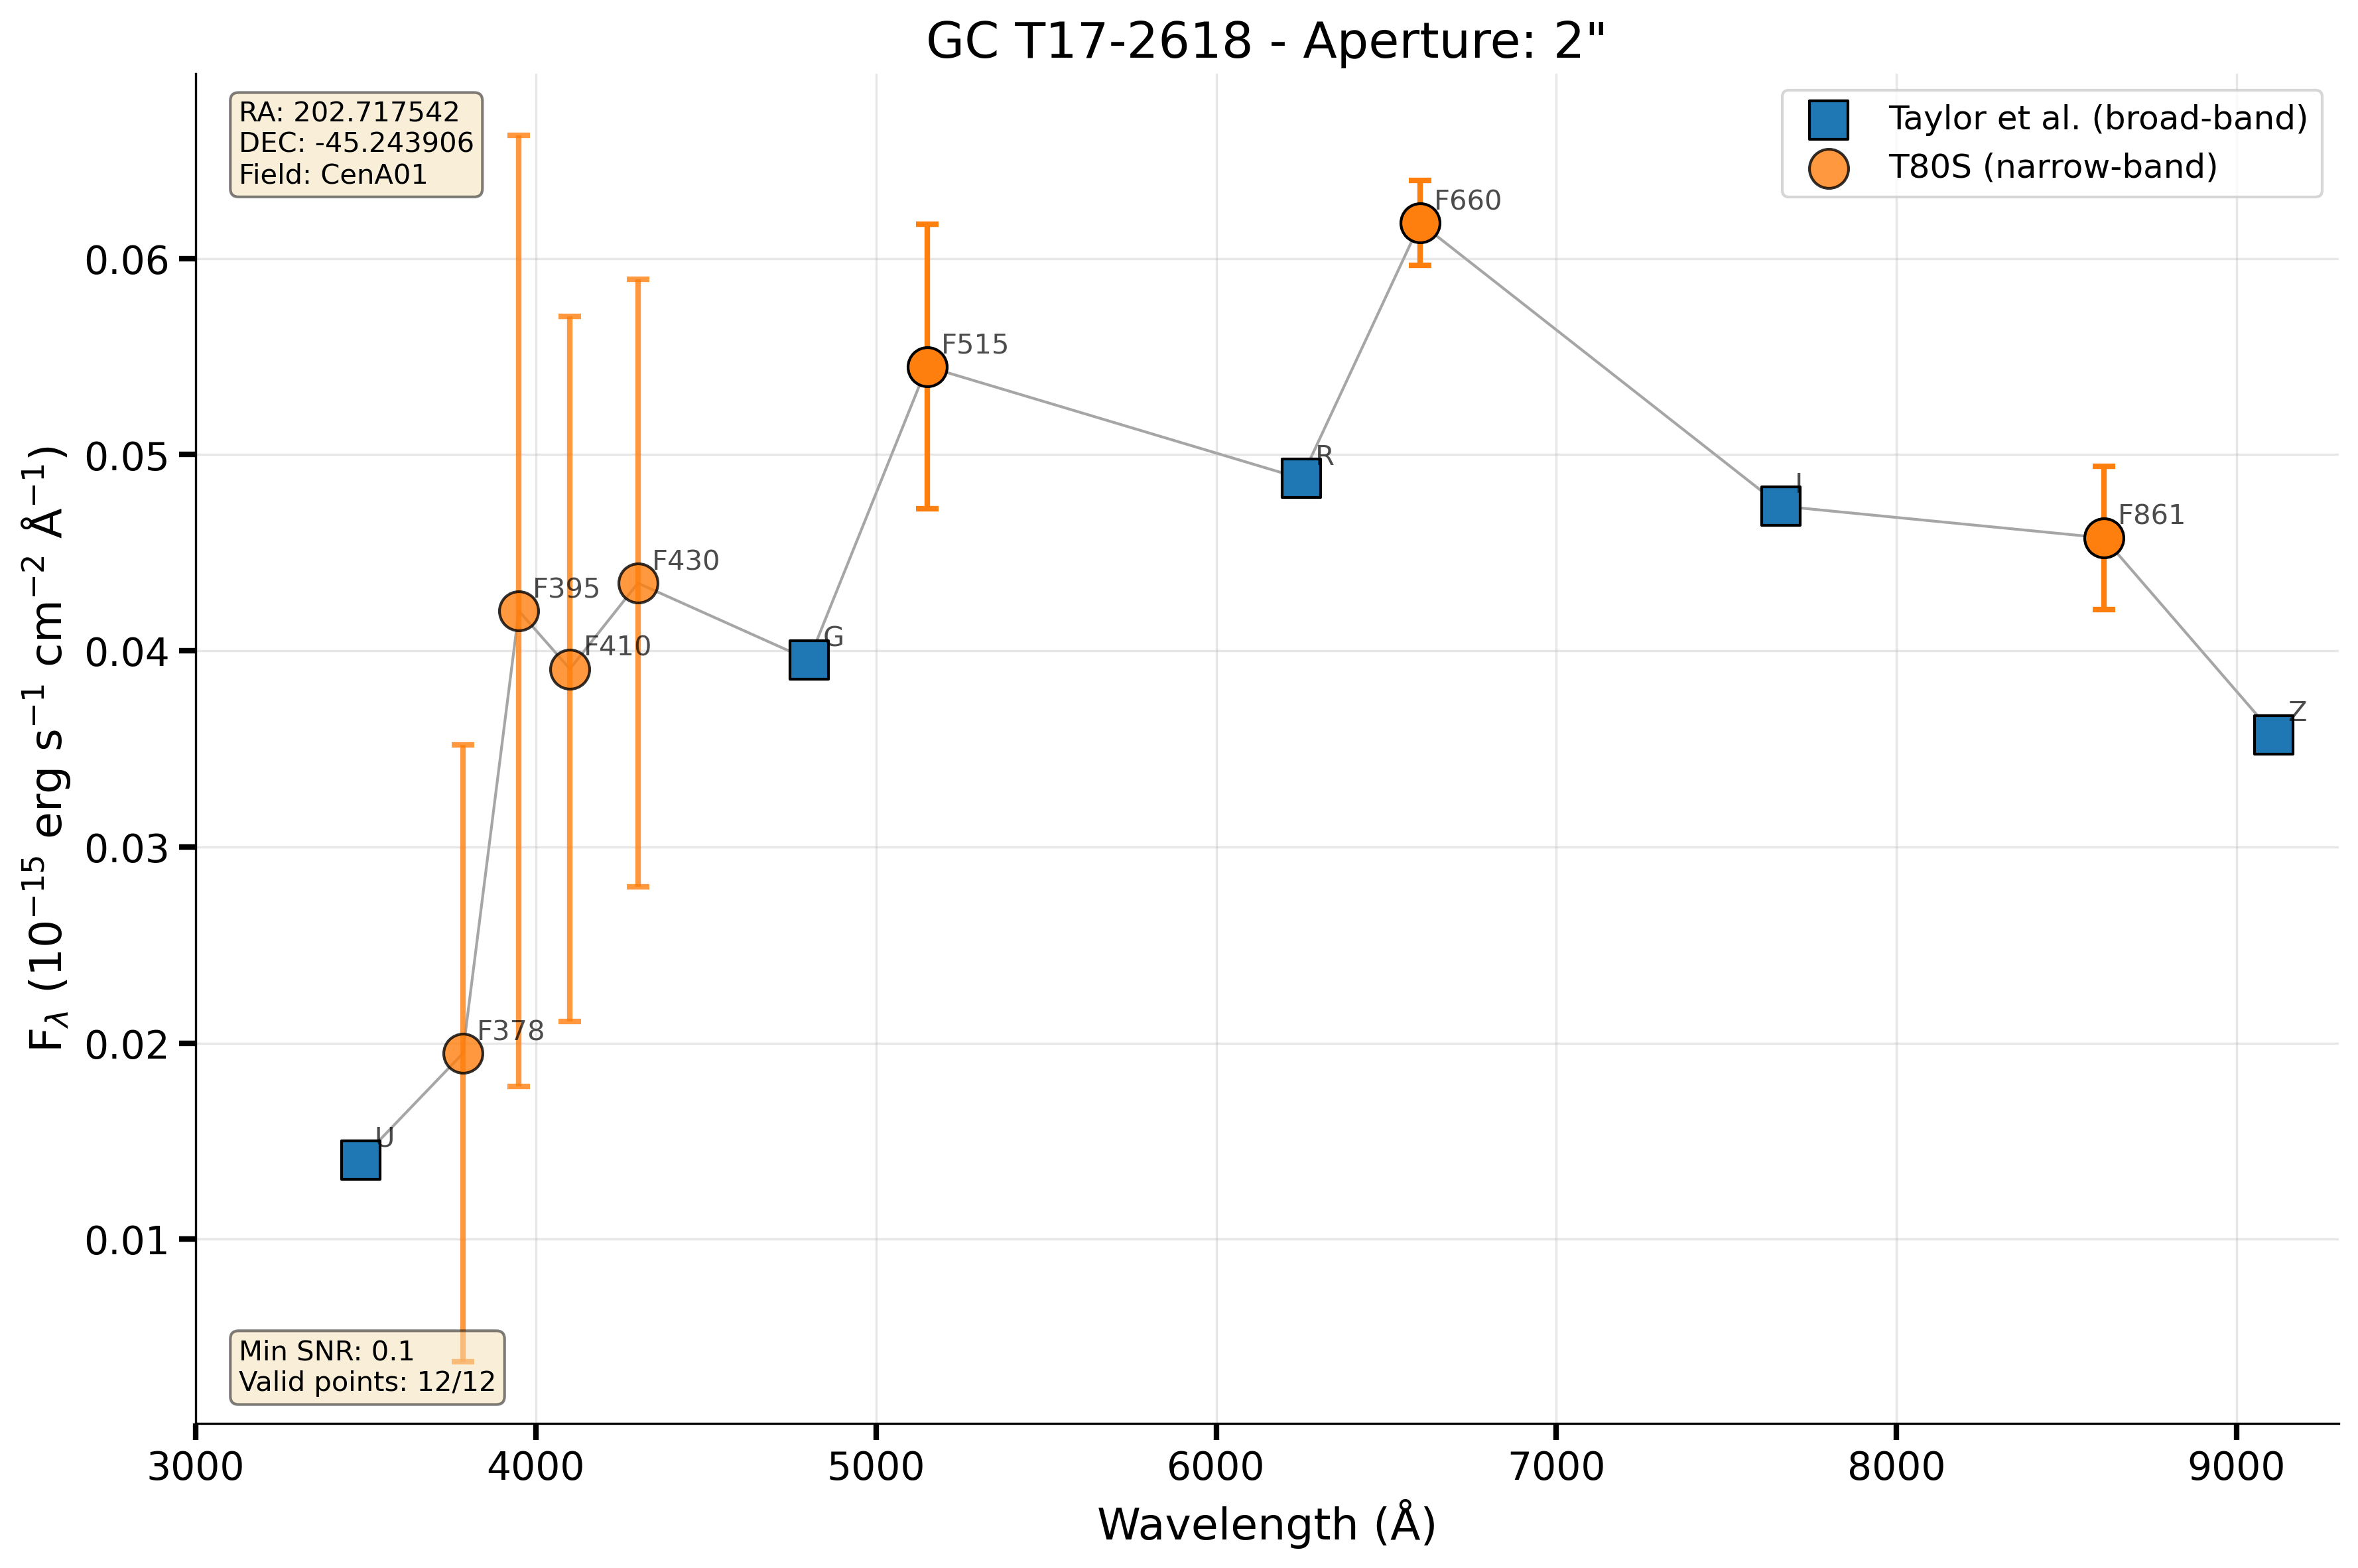 GC T17-2618 - Aperture: 2"
RA: 202.717542
DEC: -45.243906
Field: CenA01
Taylor et al. (broad-band)
T80S (narrow-band)
F660
F515
R
I
F861
F430
F395
F410
G
Z
F378
U
Min SNR: 0.1
Valid points: 12/12
0.06
0.05
0.04
0.03
0.02
0.01
F_λ (10⁻¹⁵ erg s⁻¹ cm⁻² Å⁻¹)
3000 4000 5000 6000 7000 8000 9000
Wavelength (Å)